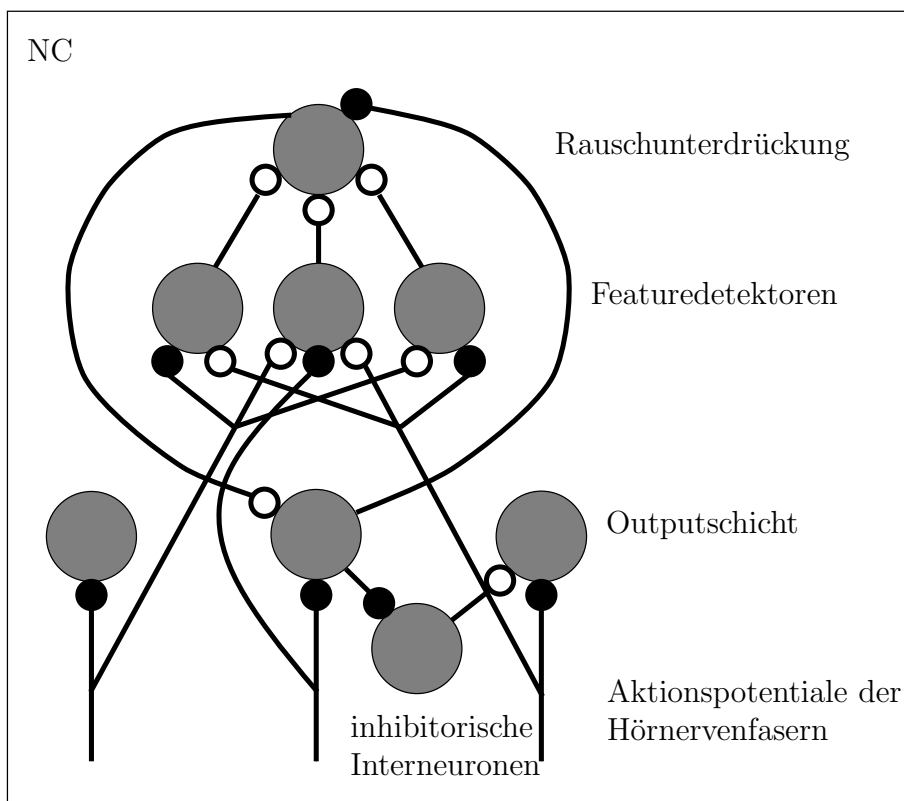 NC
Rauschunterdrückung
Featuredetektoren
Outputschicht
Aktionspotentiale der
Hörnervenfasern
inhibitorische
Interneuronen